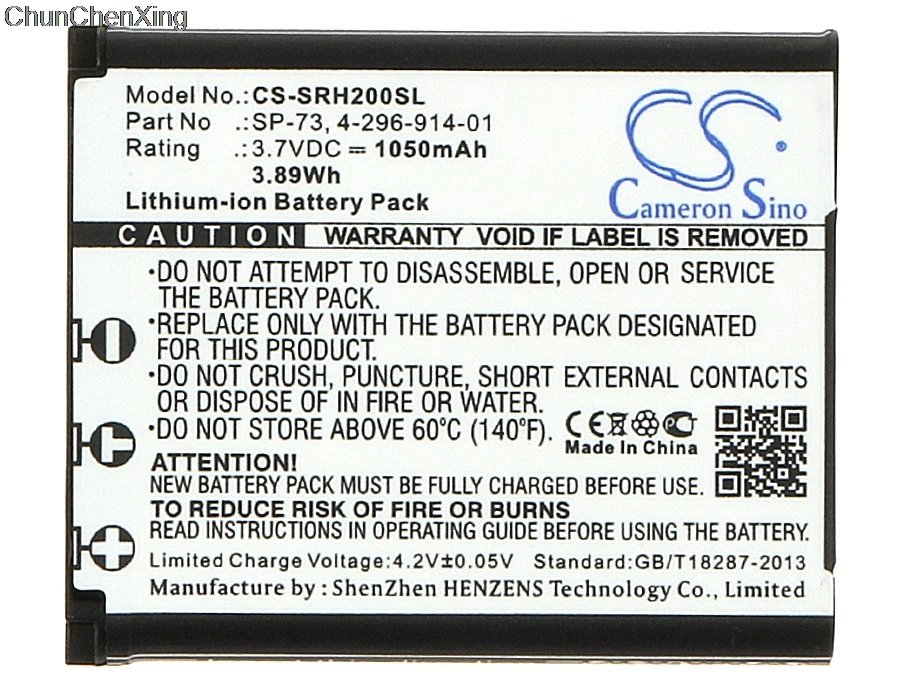 ChunChenXing
Model No.: CS-SRH200SL
Part No .: SP-73, 4-296-914-01
Rating .: 3.7VDC ⎓ 1050mAh
3.89Wh
Lithium-ion Battery Pack
CS
Cameron Sino
CAUTION WARRANTY VOID IF LABEL IS REMOVED
•DO NOT ATTEMPT TO DISASSEMBLE, OPEN OR SERVICE
THE BATTERY PACK.
•REPLACE ONLY WITH THE BATTERY PACK DESIGNATED
FOR THIS PRODUCT.
•DO NOT CRUSH, PUNCTURE, SHORT EXTERNAL CONTACTS
OR DISPOSE OF IN FIRE OR WATER.
•DO NOT STORE ABOVE 60°C (140°F).
CE
Made In China
ATTENTION!
NEW BATTERY PACK MUST BE FULLY CHARGED BEFORE USE.
TO REDUCE RISK OF FIRE OR BURNS
READ INSTRUCTIONS IN OPERATING GUIDE BEFORE USING THE BATTERY.
Limited Charge Voltage:4.2V±0.05V Standard:GB/T18287-2013
Manufacture by : ShenZhen HENZENS Technology Co., Limited